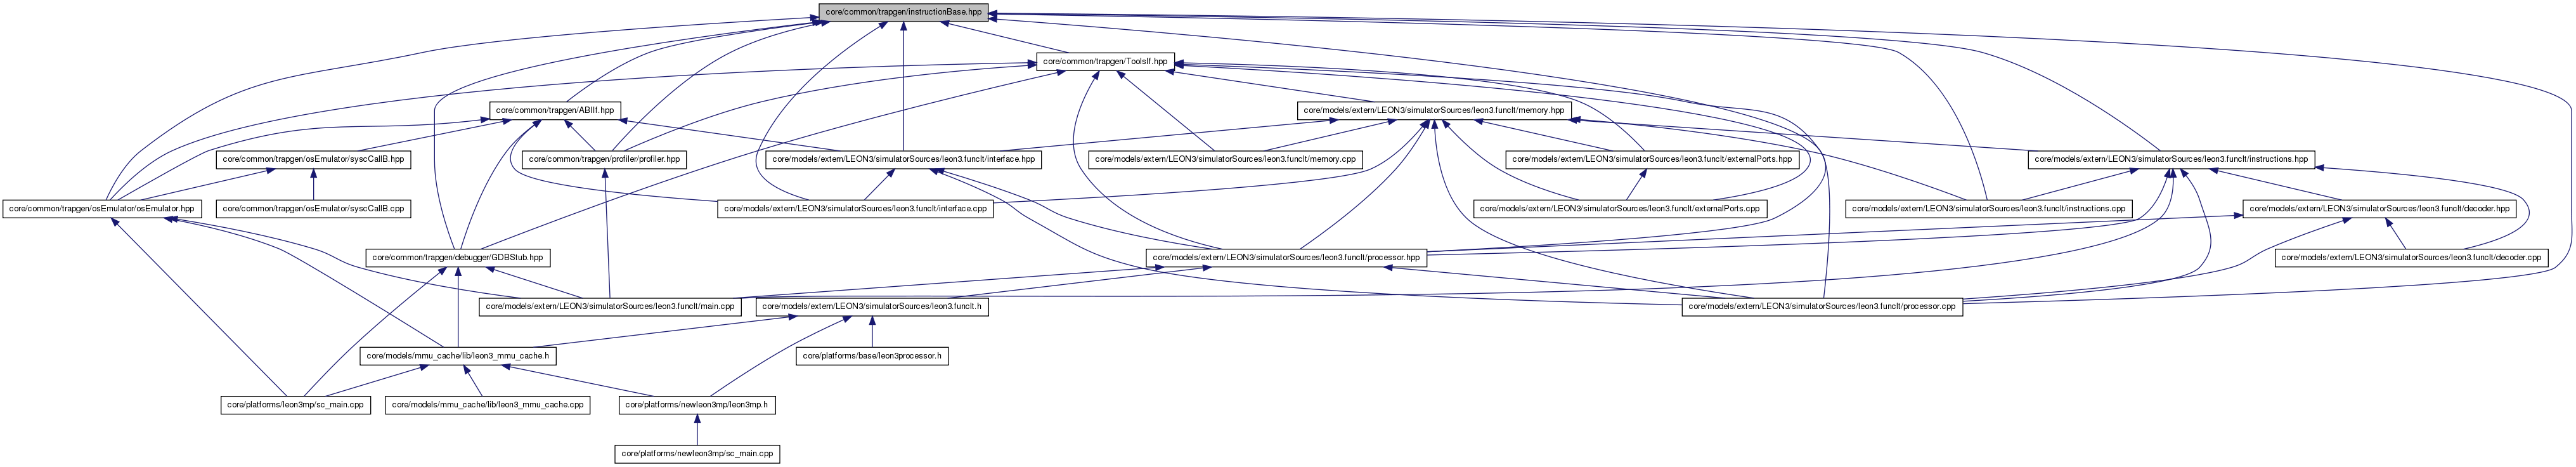 core/common/trapgen/instructionBase.hpp
core/common/trapgen/ToolsIf.hpp
core/common/trapgen/ABIIf.hpp
core/models/extern/LEON3/simulatorSources/leon3.funclt/memory.hpp
core/common/trapgen/osEmulator/syscCallB.hpp
core/common/trapgen/profiler/profiler.hpp
core/models/extern/LEON3/simulatorSources/leon3.funclt/interface.hpp
core/models/extern/LEON3/simulatorSources/leon3.funclt/memory.cpp
core/models/extern/LEON3/simulatorSources/leon3.funclt/externalPorts.hpp
core/models/extern/LEON3/simulatorSources/leon3.funclt/instructions.hpp
core/common/trapgen/osEmulator/osEmulator.hpp
core/common/trapgen/osEmulator/syscCallB.cpp
core/models/extern/LEON3/simulatorSources/leon3.funclt/interface.cpp
core/models/extern/LEON3/simulatorSources/leon3.funclt/externalPorts.cpp
core/models/extern/LEON3/simulatorSources/leon3.funclt/instructions.cpp
core/models/extern/LEON3/simulatorSources/leon3.funclt/decoder.hpp
core/common/trapgen/debugger/GDBStub.hpp
core/models/extern/LEON3/simulatorSources/leon3.funclt/processor.hpp
core/models/extern/LEON3/simulatorSources/leon3.funclt/decoder.cpp
core/models/extern/LEON3/simulatorSources/leon3.funclt/main.cpp
core/models/extern/LEON3/simulatorSources/leon3.funclt.h
core/models/extern/LEON3/simulatorSources/leon3.funclt/processor.cpp
core/models/mmu_cache/lib/leon3_mmu_cache.h
core/platforms/base/leon3processor.h
core/platforms/leon3mp/sc_main.cpp
core/models/mmu_cache/lib/leon3_mmu_cache.cpp
core/platforms/newleon3mp/leon3mp.h
core/platforms/newleon3mp/sc_main.cpp